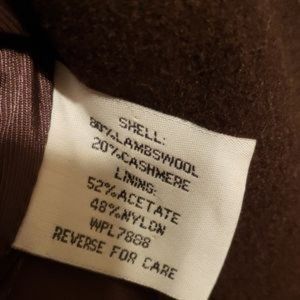 SHELL:
80%LAMBSWOOL
20%CASHMERE
LINING:
52%ACETATE
48%NYLON
WPL7888
REVERSE FOR CARE